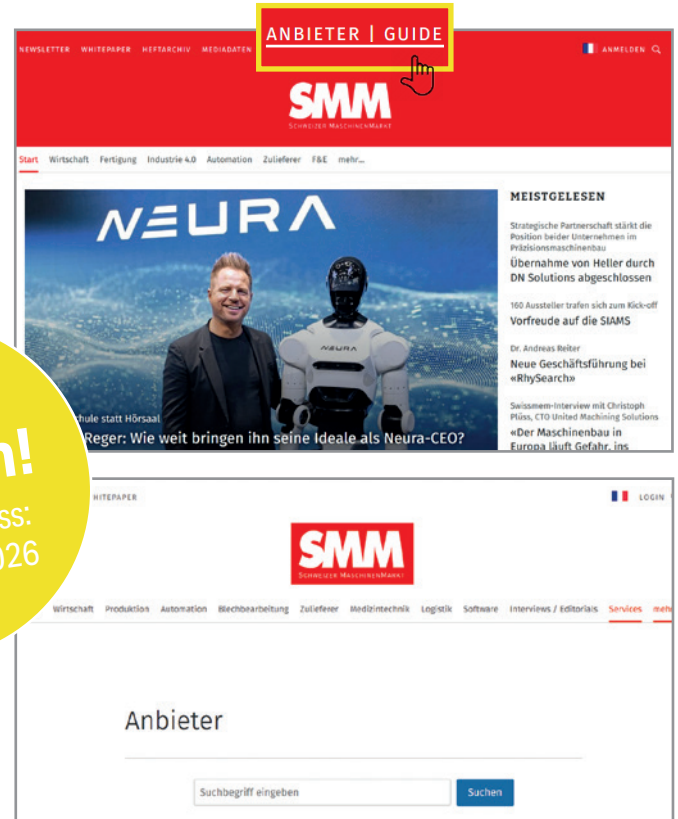 ANBIETER | GUIDE
NEWSLETTER WHITEPAPER HEFTARCHIV MEDIADATEN
ANMELDEN
SMM
SCHWEIZER MASCHINENMARKT
Start Wirtschaft Fertigung Industrie 4.0 Automation Zulieferer F&E mehr...
NEURA
NEURA
hule statt Hörsaal
Reger: Wie weit bringen ihn seine Ideale als Neura-CEO?
MEISTGELESEN
Strategische Partnerschaft stärkt die
Position beider Unternehmen im
Präzisionsmaschinenbau
Übernahme von Heller durch
DN Solutions abgeschlossen
160 Aussteller trafen sich zum Kick-off
Vorfreude auf die SIAMS
Dr. Andreas Reiter
Neue Geschäftsführung bei
«RhySearch»
Swissmem-Interview mit Christoph
Plüss, CTO United Machining Solutions
«Der Maschinenbau in
Europa läuft Gefahr, ins
n!
ss:
026
HITEPAPER
LOGIN
SMM
SCHWEIZER MASCHINENMARKT
Wirtschaft Produktion Automation Blechbearbeitung Zulieferer Medizintechnik Logistik Software Interviews / Editorials Services mehr
Anbieter
Suchbegriff eingeben
Suchen